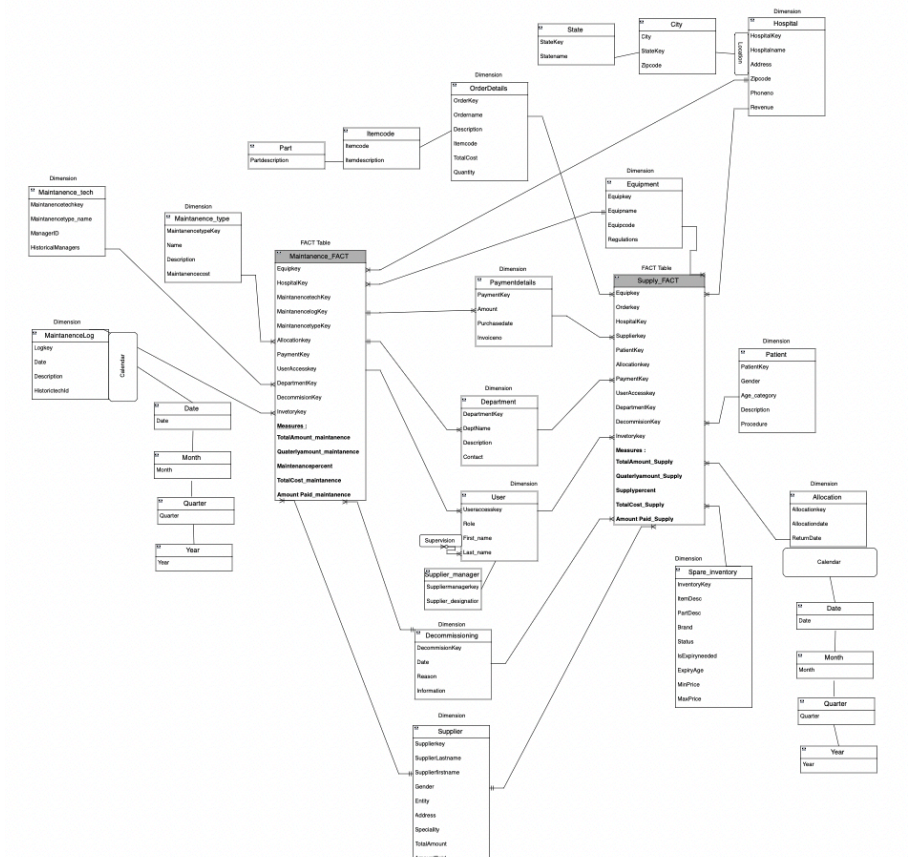 Dimension
State
StateKey
Statename
City
City
StateKey
Zipcode
Location
Hospital
HospitalKey
Hospitalname
Address
Zipcode
Phoneno
Revenue
Dimension
OrderDetails
OrderKey
Ordername
Description
Itemcode
TotalCost
Quantity
Itemcode
Itemcode
Itemdescription
Part
Partdescription
Dimension
Maintanence_tech
Maintanencetechkey
Maintanencetype_name
ManagerID
HistoricalManagers
Dimension
Maintanence_type
MaintanencetypeKey
Name
Description
Maintanancecost
Dimension
Equipment
Equipkey
Equipname
Equipcode
Regulations
FACT Table
Maintanence_FACT
Equipkey
HospitalKey
MaintanencetechKey
MaintanencelogKey
MaintanencetypeKey
Allocationkey
PaymentKey
UserAccesskey
DepartmentKey
DecommisionKey
Invetorykey
Measures :
TotalAmount_maintanence
Quaterlyamount_maintanence
Maintenancepercent
TotalCost_maintanence
Amount Paid_maintanence
Dimension
Paymentdetails
PaymentKey
Amount
Purchasedate
Invoiceno
FACT Table
Supply_FACT
Equipkey
Orderkey
HospitalKey
Supplierkey
PatientKey
Allocationkey
PaymentKey
UserAccesskey
DepartmentKey
DecommisionKey
Invetorykey
Measures :
TotalAmount_Supply
Quaterlyamount_Supply
Supplypercent
TotalCost_Supply
Amount Paid_Supply
Dimension
MaintanenceLog
Logkey
Date
Description
HistorictechId
Calendar
Date
Date
Month
Month
Quarter
Quarter
Year
Year
Dimension
Patient
PatientKey
Gender
Age_category
Description
Procedure
Dimension
Department
DepartmentKey
DeptName
Description
Contact
Dimension
User
Useraccesskey
Role
First_name
Last_name
Supervision
Supplier_manager
Suppliermanagerkey
Supplier_designation
Dimension
Allocation
Allocationkey
Allocationdate
ReturnDate
Calendar
Date
Date
Month
Month
Quarter
Quarter
Year
Year
Dimension
Spare_inventory
InventoryKey
ItemDesc
PartDesc
Brand
Status
IsExpiryneeded
ExpiryAge
MinPrice
MaxPrice
Dimension
Decommissioning
DecommisionKey
Date
Reason
Information
Dimension
Supplier
Supplierkey
SupplierLastname
Supplierfirstname
Gender
Entity
Address
Speciality
TotalAmount